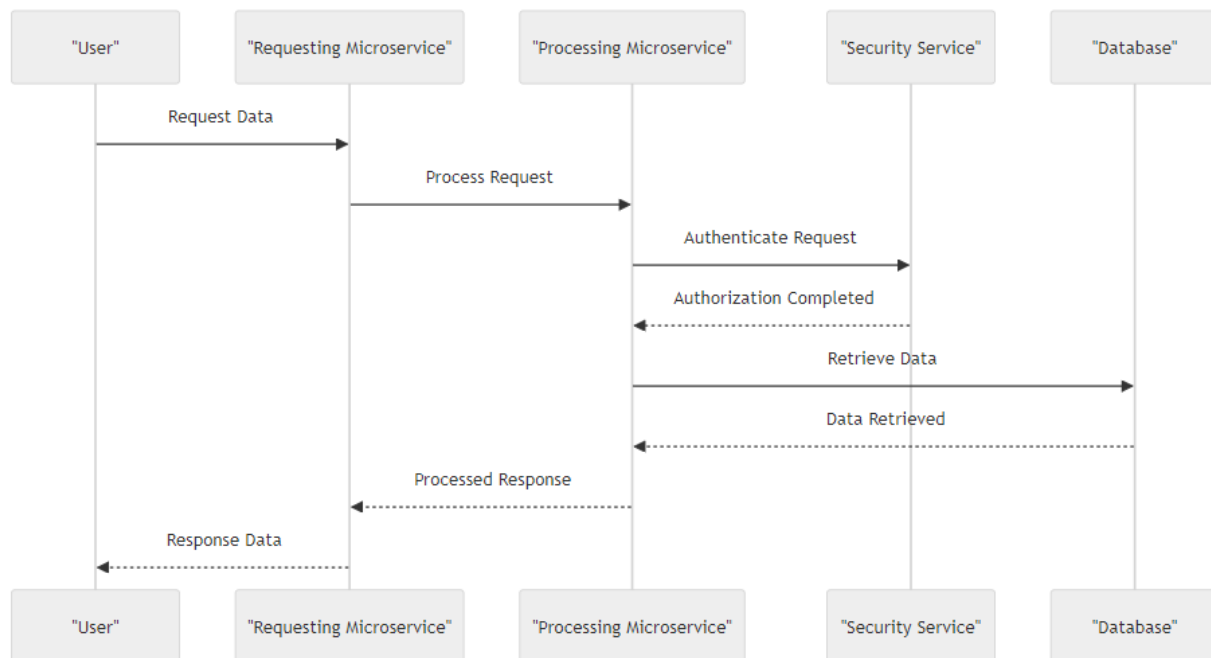 "User" "Requesting Microservice" "Processing Microservice" "Security Service" "Database"
Request Data
Process Request
Authenticate Request
Authorization Completed
Retrieve Data
Data Retrieved
Processed Response
Response Data
"User" "Requesting Microservice" "Processing Microservice" "Security Service" "Database"